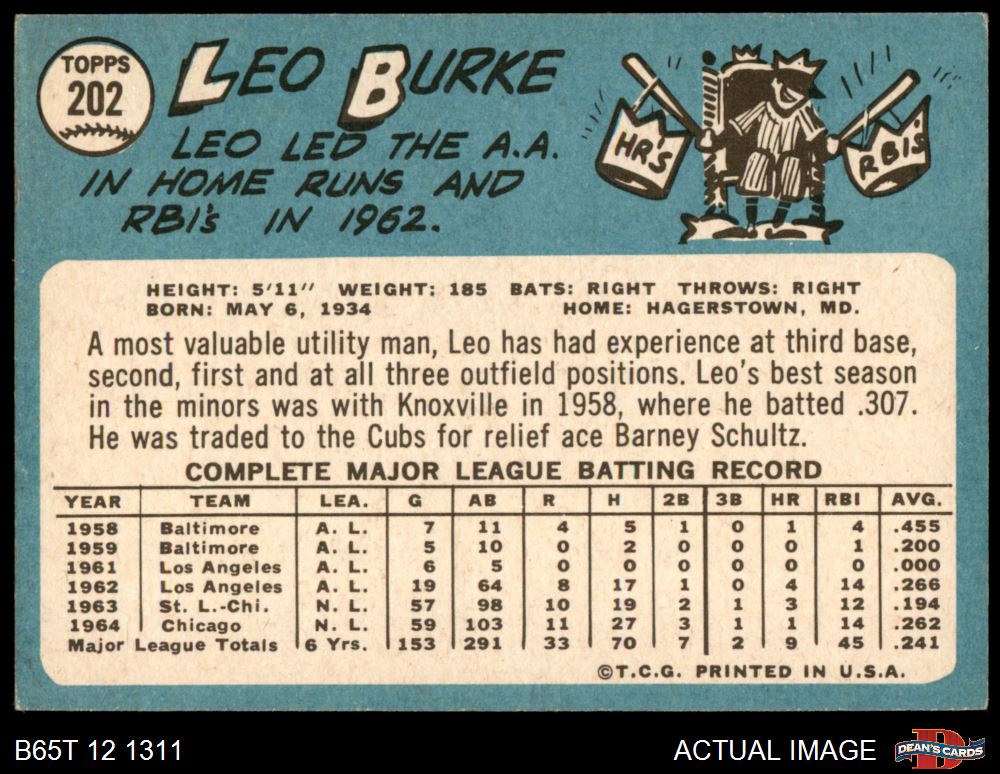 TOPPS
202
LEO BURKE
LEO LED THE A.A.
IN HOME RUNS AND
RBI's IN 1962.
HR'S
RBI'S
HEIGHT: 5'11" WEIGHT: 185 BATS: RIGHT THROWS: RIGHT
BORN: MAY 6, 1934 HOME: HAGERSTOWN, MD.
A most valuable utility man, Leo has had experience at third base,
second, first and at all three outfield positions. Leo's best season
in the minors was with Knoxville in 1958, where he batted .307.
He was traded to the Cubs for relief ace Barney Schultz.
COMPLETE MAJOR LEAGUE BATTING RECORD
YEAR TEAM LEA. G AB R H 2B 3B HR RBI AVG.
1958 Baltimore A. L. 7 11 4 5 1 0 1 4 .455
1959 Baltimore A. L. 5 10 0 2 0 0 0 1 .200
1961 Los Angeles A. L. 6 5 0 0 0 0 0 0 .000
1962 Los Angeles A. L. 19 64 8 17 1 0 4 14 .266
1963 St. L.-Chi. N. L. 57 98 10 19 2 1 3 12 .194
1964 Chicago N. L. 59 103 11 27 3 1 1 14 .262
Major League Totals 6 Yrs. 153 291 33 70 7 2 9 45 .241
©T.C.G. PRINTED IN U.S.A.
B65T 12 1311
ACTUAL IMAGE
D
DEAN'S CARDS